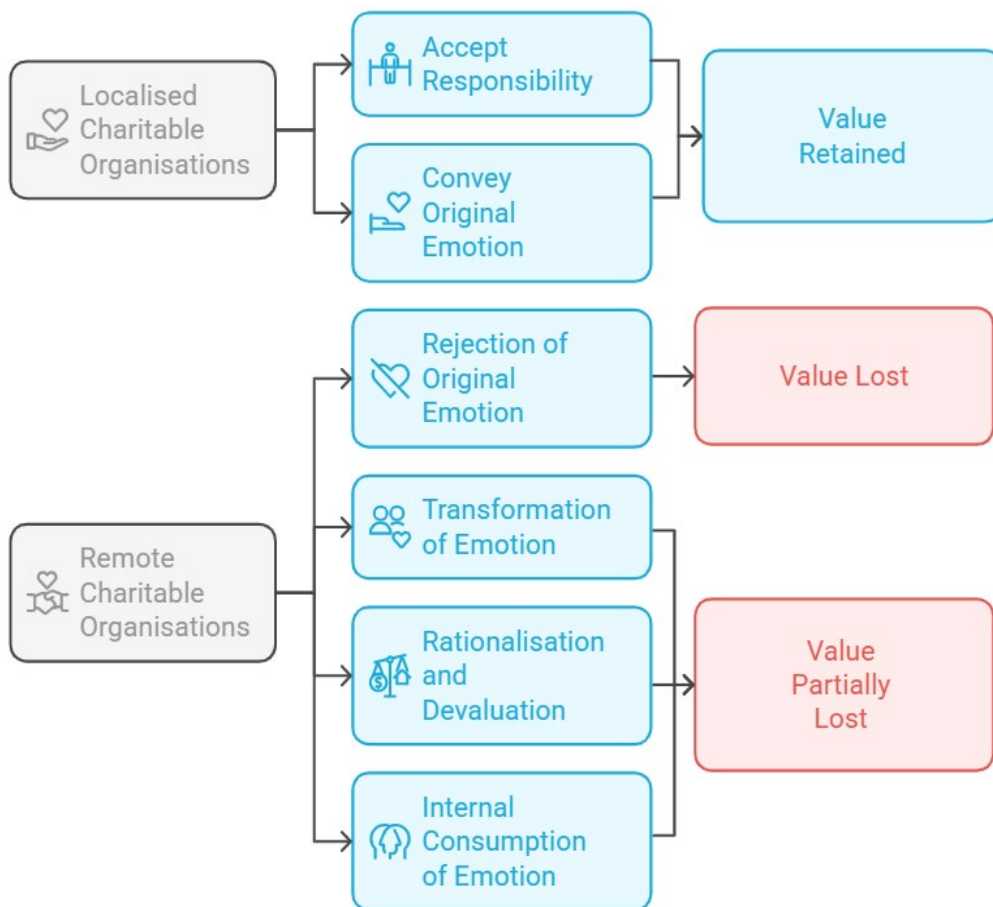 Localised
Charitable
Organisations
Accept
Responsibility
Convey
Original
Emotion
Value
Retained
Remote
Charitable
Organisations
Rejection of
Original
Emotion
Value Lost
Transformation
of Emotion
Rationalisation
and
Devaluation
$
Internal
Consumption
of Emotion
Value
Partially
Lost